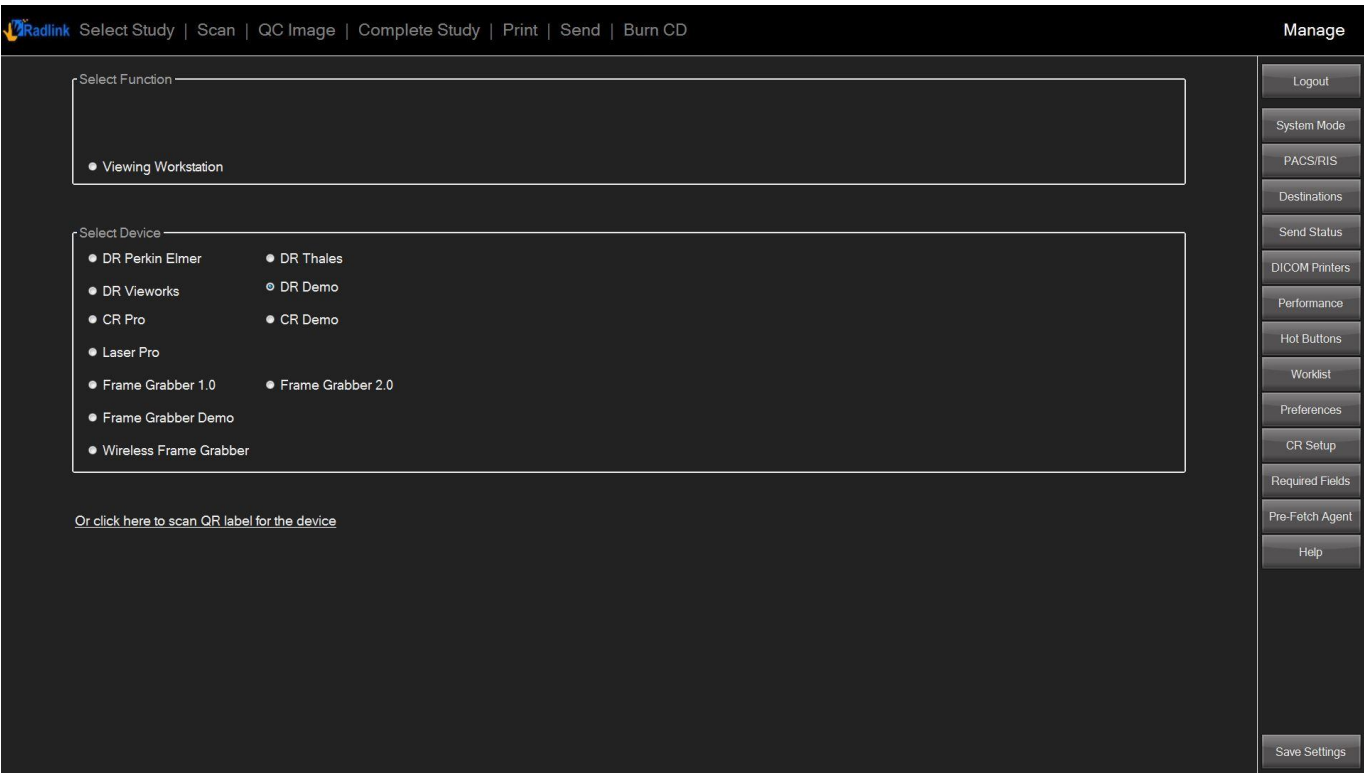 Radlink Select Study | Scan | QC Image | Complete Study | Print | Send | Burn CD Manage
Select Function
Viewing Workstation
Select Device
DR Perkin Elmer DR Thales
DR Vieworks DR Demo
CR Pro CR Demo
Laser Pro
Frame Grabber 1.0 Frame Grabber 2.0
Frame Grabber Demo
Wireless Frame Grabber
Or click here to scan QR label for the device
Logout
System Mode
PACS/RIS
Destinations
Send Status
DICOM Printers
Performance
Hot Buttons
Worklist
Preferences
CR Setup
Required Fields
Pre-Fetch Agent
Help
Save Settings